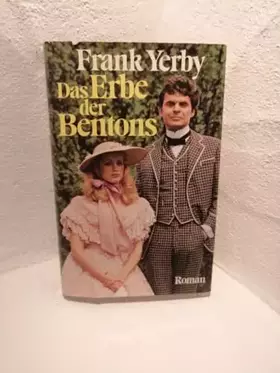 Frank Yerby
Das Erbe
der
Bentons
Roman